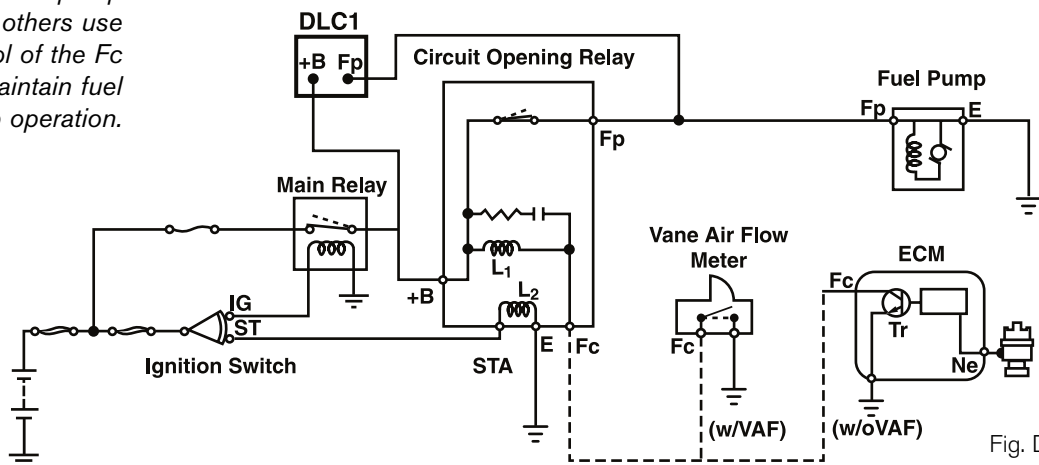 others use
ol of the Fc
aintain fuel
operation.
DLC1
+B Fp
Circuit Opening Relay
Fuel Pump
Fp E
Fp
Main Relay
L1
L2
+B
IG
ST
Ignition Switch
STA E Fc
Vane Air Flow
Meter
Fc
(w/VAF)
ECM
Fc
Tr
Ne
(w/oVAF)
Fig. D